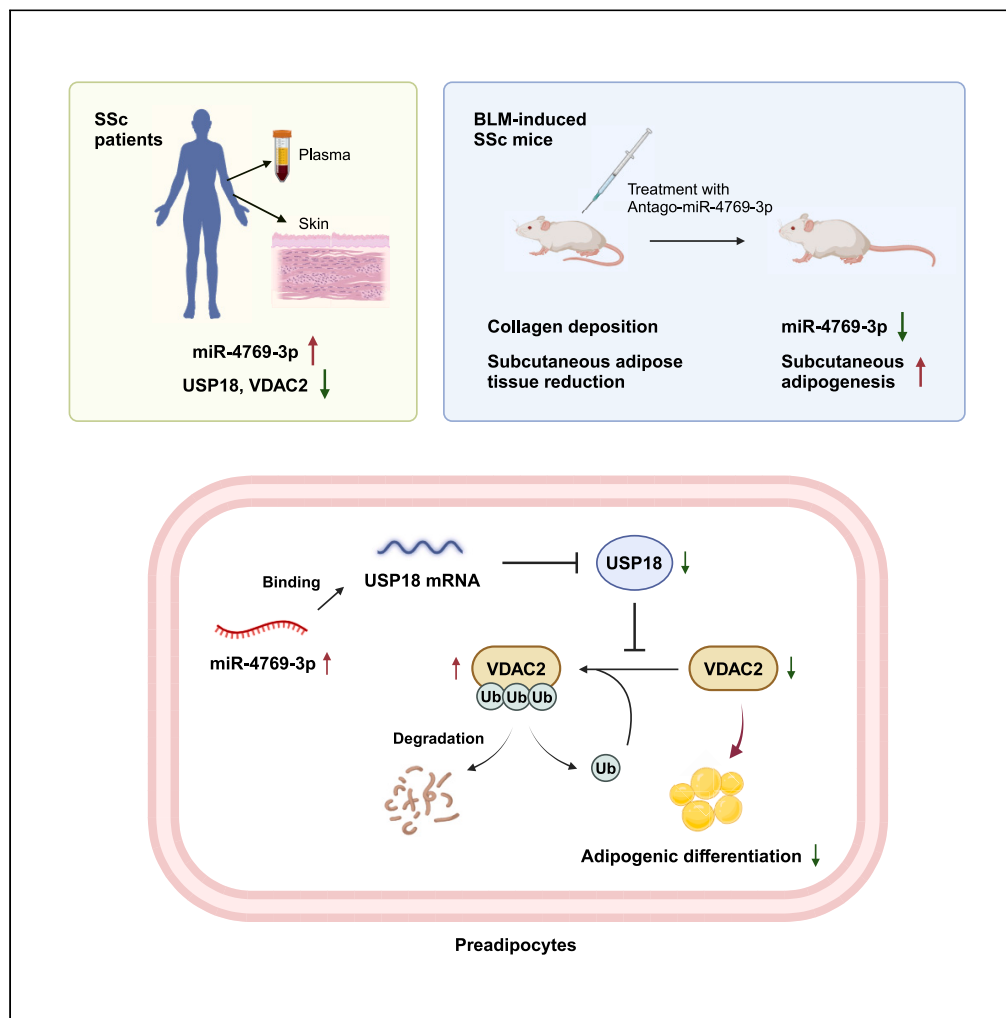 SSc
patients
Plasma
Skin
miR-4769-3p
USP18, VDAC2
BLM-induced
SSc mice
Treatment with
Antago-miR-4769-3p
Collagen deposition
Subcutaneous adipose
tissue reduction
miR-4769-3p
Subcutaneous
adipogenesis
Binding
USP18 mRNA
USP18
miR-4769-3p
VDAC2
Ub Ub Ub
VDAC2
Degradation
Ub
Adipogenic differentiation
Preadipocytes